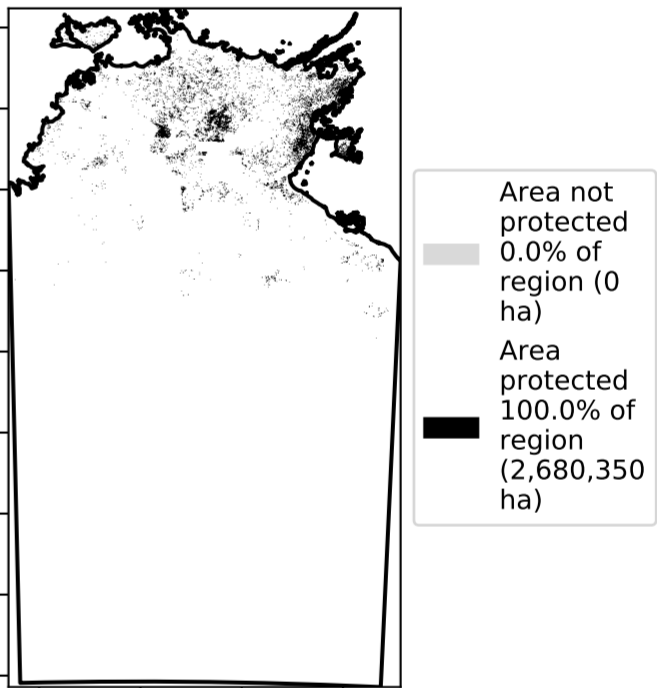 Area not
protected
0.0% of
region (0
ha)
Area
protected
100.0% of
region
(2,680,350
ha)